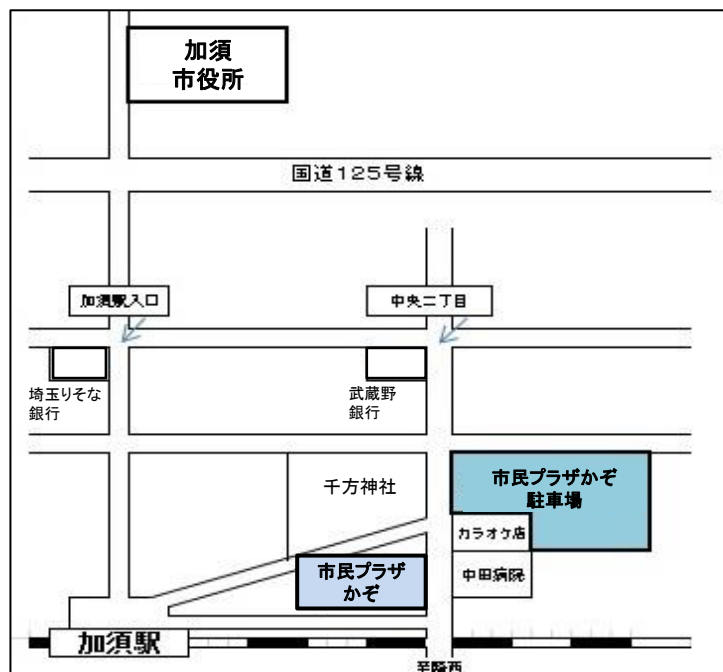 加須
市役所
国道125号線
加須駅入口
中央二丁目
埼玉りそな
銀行
武蔵野
銀行
千方神社
市民プラザかぞ
駐車場
カラオケ店
市民プラザ
かぞ
中田病院
加須駅